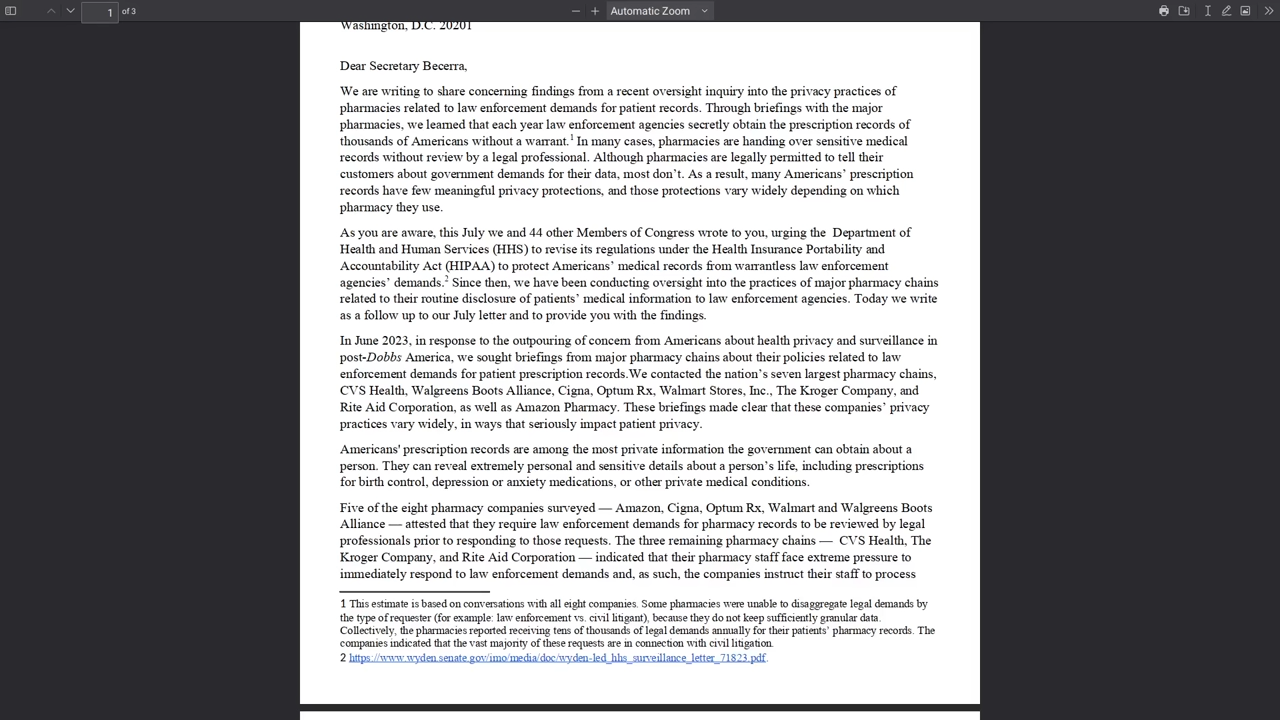 1 of 3 Automatic Zoom
Washington, D.C. 20201
Dear Secretary Becerra,
We are writing to share concerning findings from a recent oversight inquiry into the privacy practices of
pharmacies related to law enforcement demands for patient records. Through briefings with the major
pharmacies, we learned that each year law enforcement agencies secretly obtain the prescription records of
thousands of Americans without a warrant.1 In many cases, pharmacies are handing over sensitive medical
records without review by a legal professional. Although pharmacies are legally permitted to tell their
customers about government demands for their data, most don’t. As a result, many Americans’ prescription
records have few meaningful privacy protections, and those protections vary widely depending on which
pharmacy they use.
As you are aware, this July we and 44 other Members of Congress wrote to you, urging the  Department of
Health and Human Services (HHS) to revise its regulations under the Health Insurance Portability and
Accountability Act (HIPAA) to protect Americans’ medical records from warrantless law enforcement
agencies’ demands.2 Since then, we have been conducting oversight into the practices of major pharmacy chains
related to their routine disclosure of patients’ medical information to law enforcement agencies. Today we write
as a follow up to our July letter and to provide you with the findings.
In June 2023, in response to the outpouring of concern from Americans about health privacy and surveillance in
post-Dobbs America, we sought briefings from major pharmacy chains about their policies related to law
enforcement demands for patient prescription records.We contacted the nation’s seven largest pharmacy chains,
CVS Health, Walgreens Boots Alliance, Cigna, Optum Rx, Walmart Stores, Inc., The Kroger Company, and
Rite Aid Corporation, as well as Amazon Pharmacy. These briefings made clear that these companies’ privacy
practices vary widely, in ways that seriously impact patient privacy.
Americans' prescription records are among the most private information the government can obtain about a
person. They can reveal extremely personal and sensitive details about a person’s life, including prescriptions
for birth control, depression or anxiety medications, or other private medical conditions.
Five of the eight pharmacy companies surveyed — Amazon, Cigna, Optum Rx, Walmart and Walgreens Boots
Alliance — attested that they require law enforcement demands for pharmacy records to be reviewed by legal
professionals prior to responding to those requests. The three remaining pharmacy chains —  CVS Health, The
Kroger Company, and Rite Aid Corporation — indicated that their pharmacy staff face extreme pressure to
immediately respond to law enforcement demands and, as such, the companies instruct their staff to process
1 This estimate is based on conversations with all eight companies. Some pharmacies were unable to disaggregate legal demands by
the type of requester (for example: law enforcement vs. civil litigant), because they do not keep sufficiently granular data.
Collectively, the pharmacies reported receiving tens of thousands of legal demands annually for their patients’ pharmacy records. The
companies indicated that the vast majority of these requests are in connection with civil litigation.
2 https://www.wyden.senate.gov/imo/media/doc/wyden-led_hhs_surveillance_letter_71823.pdf.